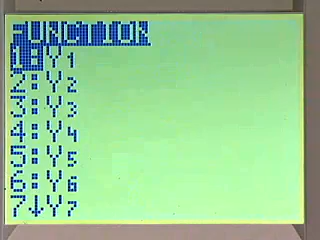 FUNCTION
1:Y₁
2:Y₂
3:Y₃
4:Y₄
5:Y₅
6:Y₆
7↓Y₇